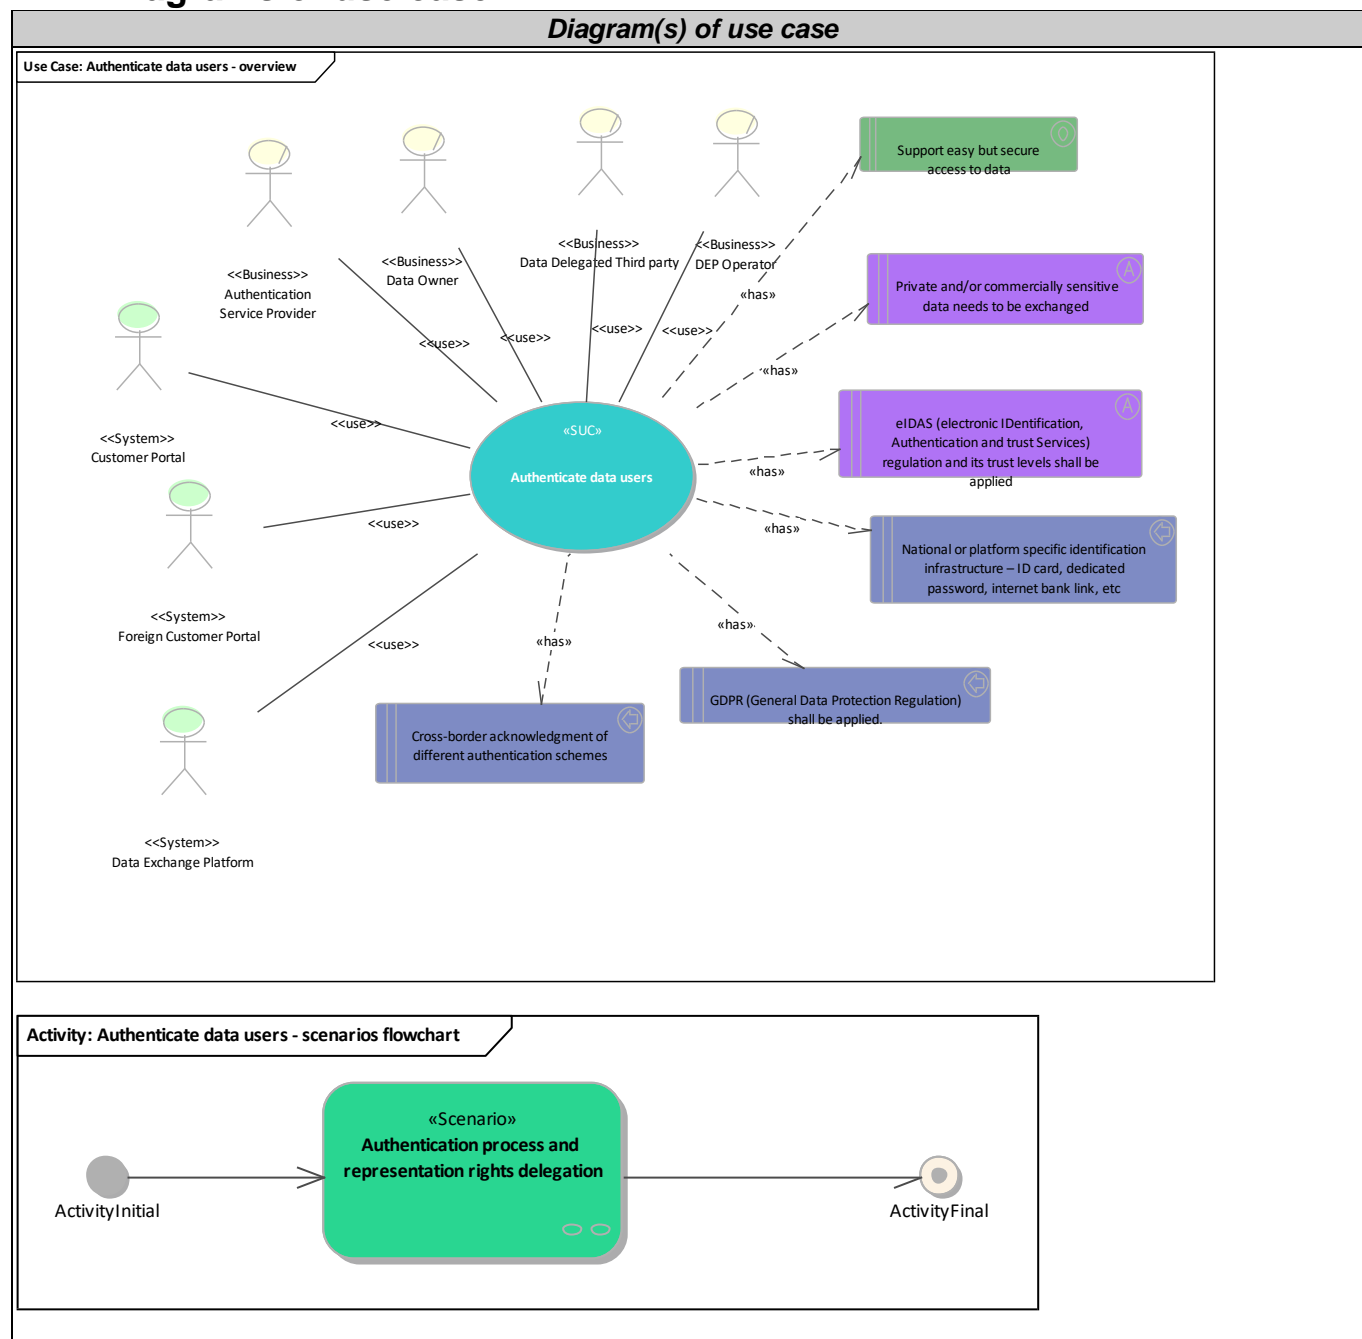 Diagram(s) of use case
Use Case: Authenticate data users - overview
<<Business>>
Authentication
Service Provider
<<Business>>
Data Owner
<<Business>>
Data Delegated Third party
<<Business>>
DEP Operator
Support easy but secure
access to data
Private and/or commercially sensitive
data needs to be exchanged
eIDAS (electronic IDentification,
Authentication and trust Services)
regulation and its trust levels shall be
applied
National or platform specific identification
infrastructure – ID card, dedicated
password, internet bank link, etc
GDPR (General Data Protection Regulation)
shall be applied.
Cross-border acknowledgment of
different authentication schemes
<<System>>
Customer Portal
<<System>>
Foreign Customer Portal
<<System>>
Data Exchange Platform
«SUC»
Authenticate data users
<<use>>
<<use>>
<<use>>
<<use>>
<<use>>
<<use>>
<<use>>
«has»
«has»
«has»
«has»
«has»
«has»
Activity: Authenticate data users - scenarios flowchart
ActivityInitial
«Scenario»
Authentication process and
representation rights delegation
ActivityFinal